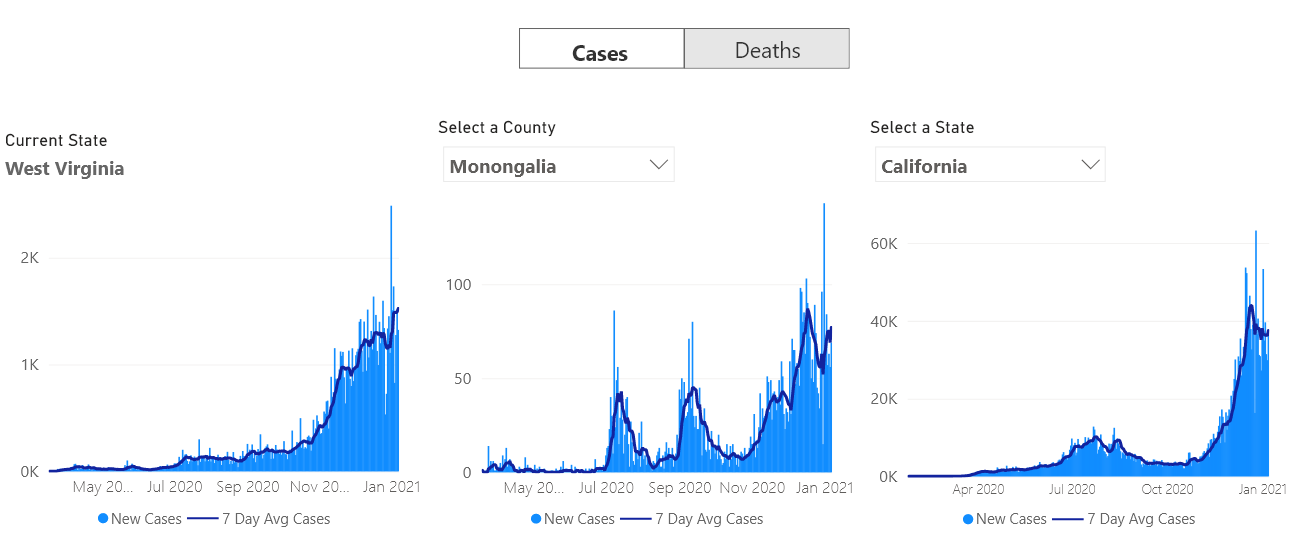 Cases
Deaths
Current State
West Virginia
2K
1K
0K
May 20...
Jul 2020
Sep 2020
Nov 20...
Jan 2021
New Cases
7 Day Avg Cases
Select a County
Monongalia
100
50
0
May 20...
Jul 2020
Sep 2020
Nov 2020
Jan 2021
New Cases
7 Day Avg Cases
Select a State
California
60K
40K
20K
0K
Apr 2020
Jul 2020
Oct 2020
Jan 2021
New Cases
7 Day Avg Cases